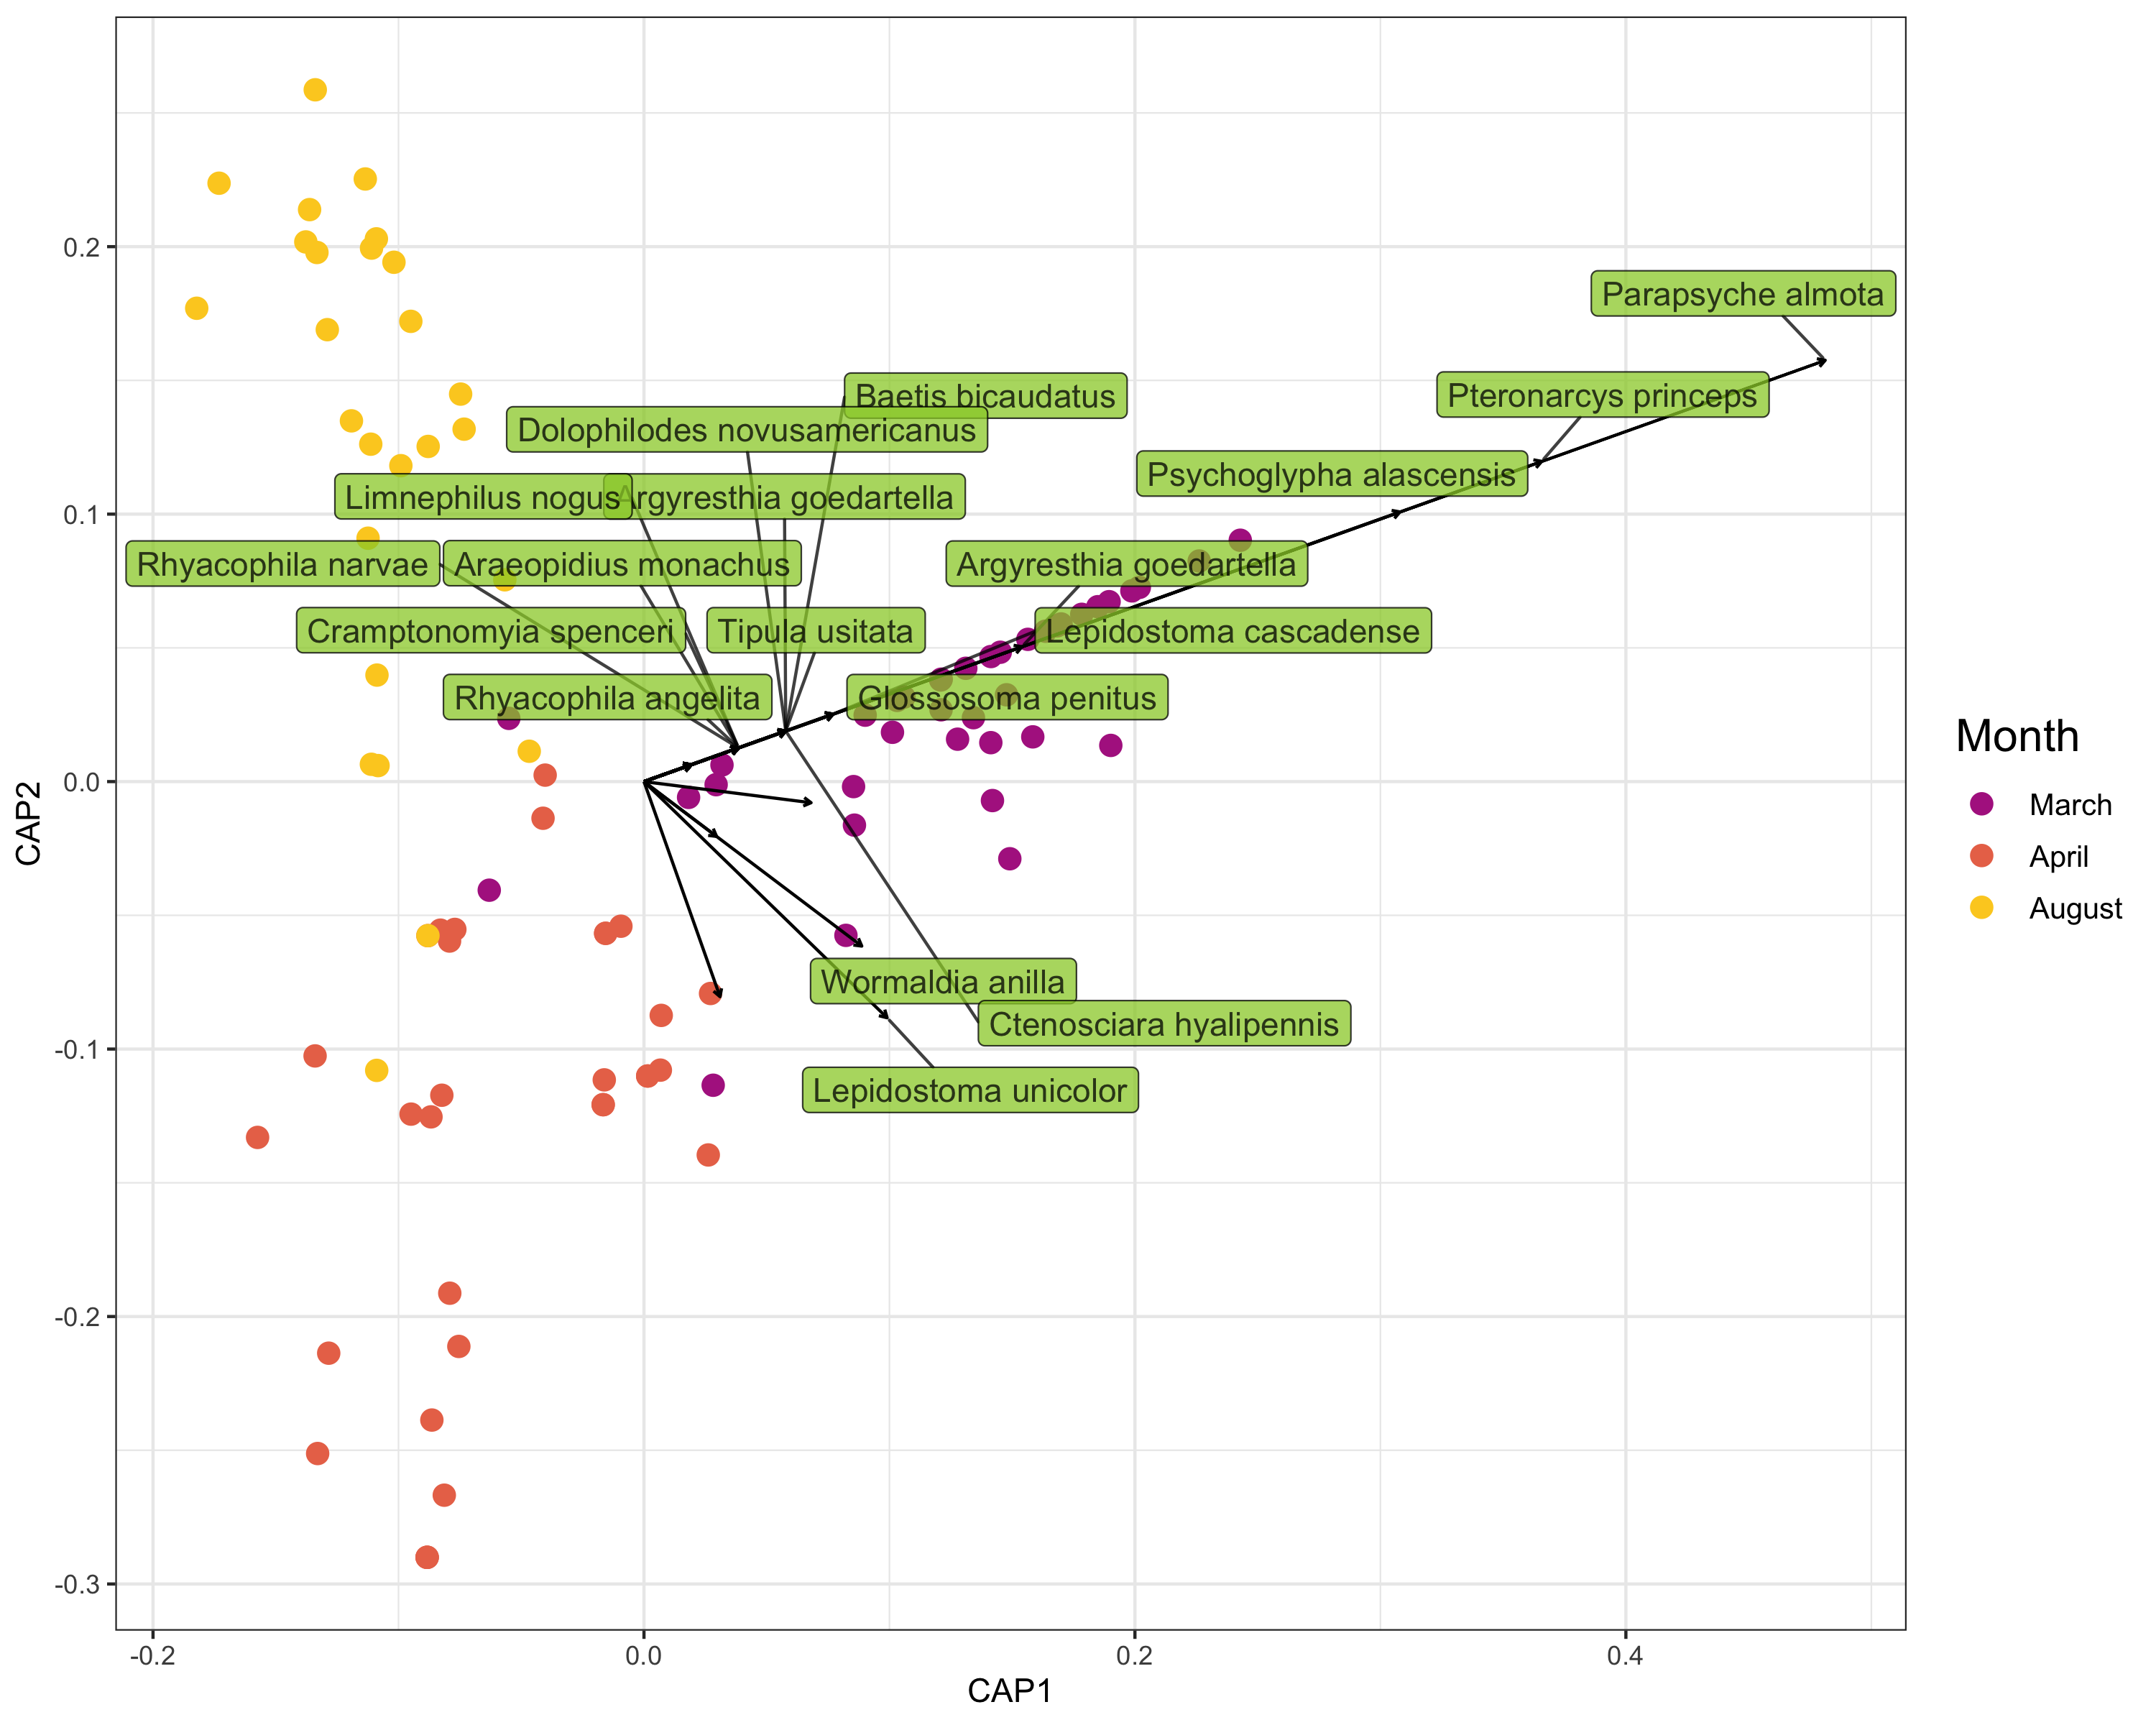 Parapsyche almota
Baetis bicaudatus
Pteronarcys princeps
Dolophilodes novusamericanus
Psychoglypha alascensis
Limnephilus nogus
Argyresthia goedartella
Rhyacophila narvae
Araeopidius monachus
Argyresthia goedartella
Cramptonomyia spenceri
Tipula usitata
Lepidostoma cascadense
Rhyacophila angelita
Glossosoma penitus
Wormaldia anilla
Ctenosciara hyalipennis
Lepidostoma unicolor
0.2
0.1
0.0
-0.1
-0.2
-0.3
CAP2
-0.2
0.0
0.2
0.4
CAP1
Month
March
April
August